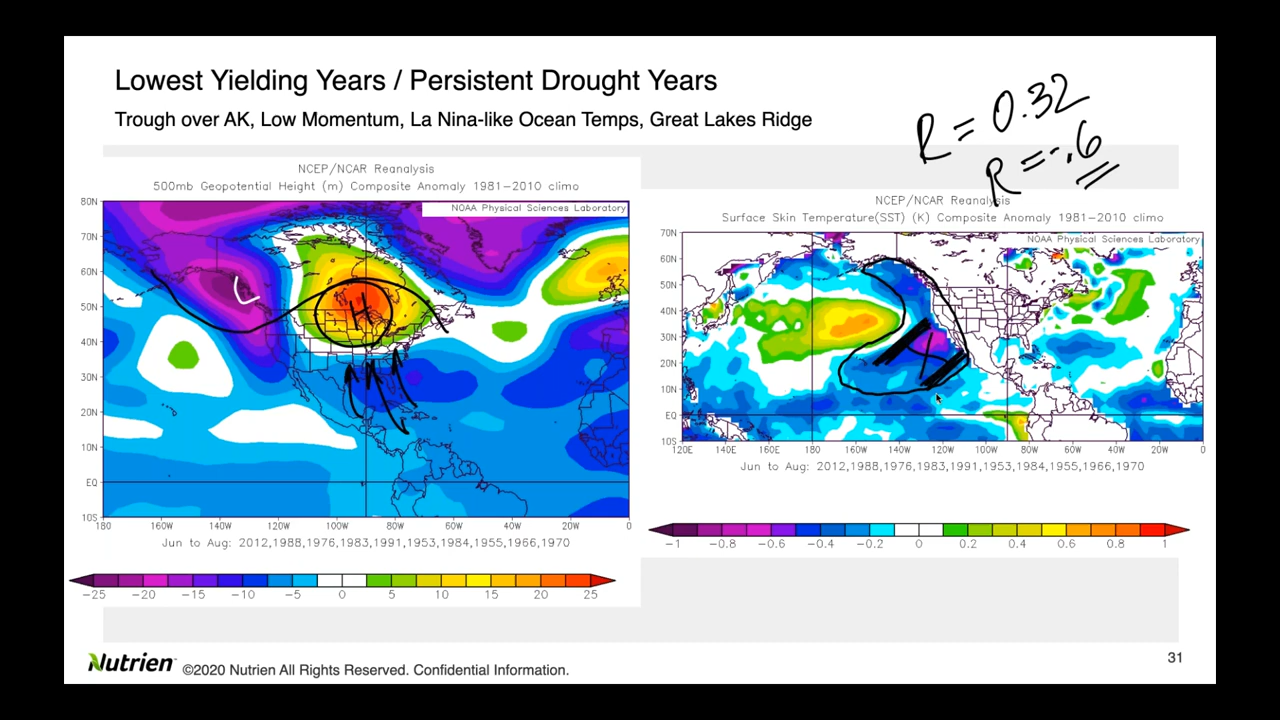 Lowest Yielding Years / Persistent Drought Years
Trough over AK, Low Momentum, La Nina-like Ocean Temps, Great Lakes Ridge
R = 0.32
R = -.6
NCEP/NCAR Reanalysis
500mb Geopotential Height (m) Composite Anomaly 1981-2010 climo
NOAA Physical Sciences Laboratory
80N
70N
60N
50N
40N
30N
20N
10N
EQ
10S
L
H
180 160W 140W 120W 100W 80W 60W 40W 20W 0
Jun to Aug: 2012,1988,1976,1983,1991,1953,1984,1955,1966,1970
-25 -20 -15 -10 -5 0 5 10 15 20 25
NCEP/NCAR Reanalysis
Surface Skin Temperature(SST) (K) Composite Anomaly 1981-2010 climo
NOAA Physical Sciences Laboratory
70N
60N
50N
40N
30N
20N
10N
EQ
10S
120E 140E 160E 180 160W 140W 120W 100W 80W 60W 40W 20W 0
Jun to Aug: 2012,1988,1976,1983,1991,1953,1984,1955,1966,1970
-1 -0.8 -0.6 -0.4 -0.2 0 0.2 0.4 0.6 0.8 1
Nutrien ©2020 Nutrien All Rights Reserved. Confidential Information.
31